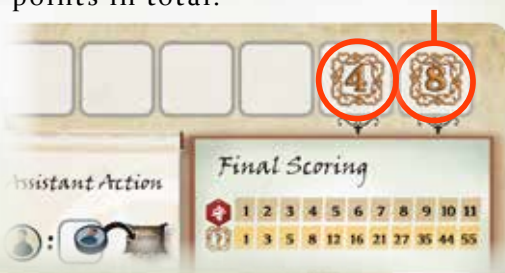 points in total.
4 8
Final Scoring
Assistant Action
1 2 3 4 5 6 7 8 9 10 11
: ? 1 3 5 8 12 16 21 27 35 44 55